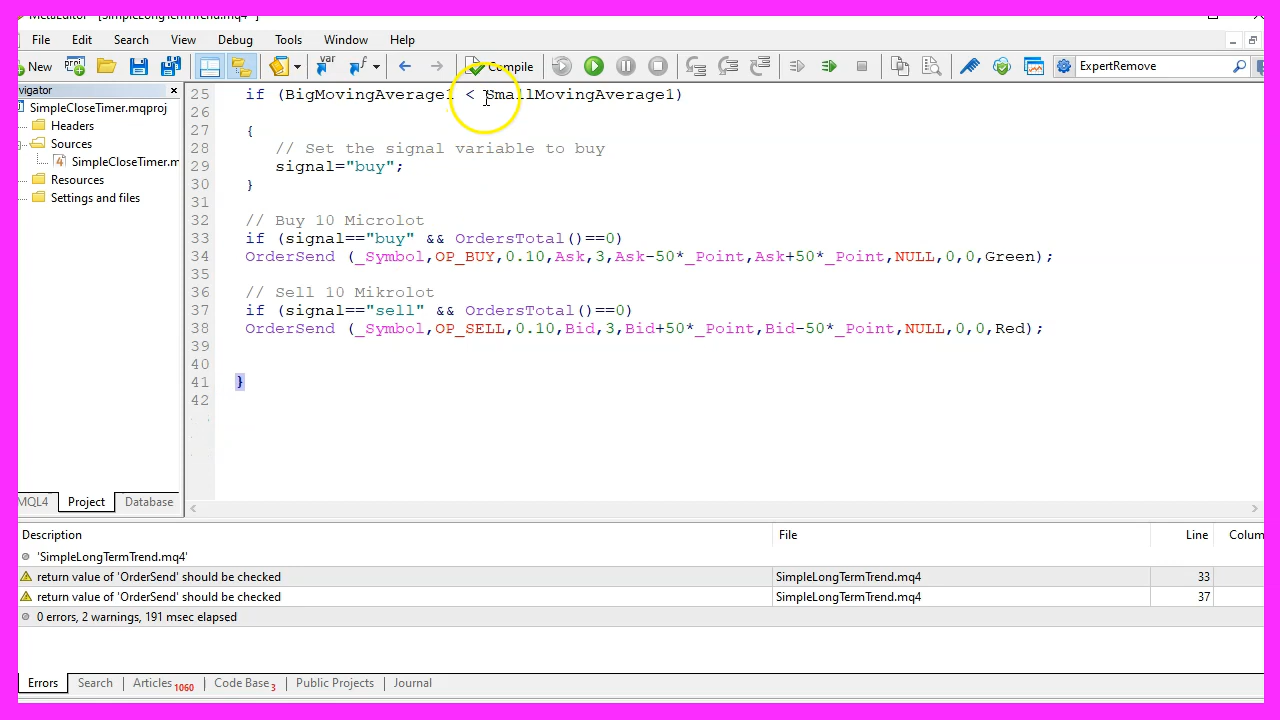 MetaEditor - [SimpleLongTermTrend.mq4 ]
File Edit Search View Debug Tools Window Help
New Compile ExpertRemove
vigator
SimpleCloseTimer.mqproj
Headers
Sources
SimpleCloseTimer.m
Resources
Settings and files
MQL4 Project Database
25 if (BigMovingAverage1 < SmallMovingAverage1)
26
27 {
28 // Set the signal variable to buy
29 signal="buy";
30 }
31
32 // Buy 10 Microlot
33 if (signal=="buy" && OrdersTotal()==0)
34 OrderSend (_Symbol,OP_BUY,0.10,Ask,3,Ask-50*_Point,Ask+50*_Point,NULL,0,0,Green);
35
36 // Sell 10 Mikrolot
37 if (signal=="sell" && OrdersTotal()==0)
38 OrderSend (_Symbol,OP_SELL,0.10,Bid,3,Bid+50*_Point,Bid-50*_Point,NULL,0,0,Red);
39
40
41 }
42
Description File Line Colum
'SimpleLongTermTrend.mq4'
return value of 'OrderSend' should be checked SimpleLongTermTrend.mq4 33
return value of 'OrderSend' should be checked SimpleLongTermTrend.mq4 37
0 errors, 2 warnings, 191 msec elapsed
Errors Search Articles 1060 Code Base 3 Public Projects Journal